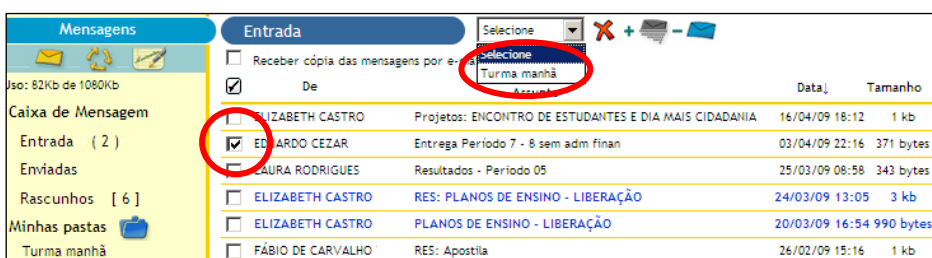 Mensagens
Entrada
Selecione
Selecione
Turma manhã
Receber cópia das mensagens por e-ma
Jso: 82Kb de 1080Kb
De
Assunto
Data↓
Tamanho
Caixa de Mensagem
ELIZABETH CASTRO Projetos: ENCONTRO DE ESTUDANTES E DIA MAIS CIDADANIA 16/04/09 18:12 1 kb
Entrada ( 2 )
EDUARDO CEZAR Entrega Período 7 - 8 sem adm finan 03/04/09 22:16 371 bytes
Enviadas
LAURA RODRIGUES Resultados - Periodo 05 25/03/09 08:58 343 bytes
Rascunhos [ 6 ]
ELIZABETH CASTRO RES: PLANOS DE ENSINO - LIBERAÇÃO 24/03/09 13:05 3 kb
Minhas pastas
ELIZABETH CASTRO PLANOS DE ENSINO - LIBERAÇÃO 20/03/09 16:54 990 bytes
Turma manhã
FÁBIO DE CARVALHO RES: Apostila 26/02/09 15:16 1 kb